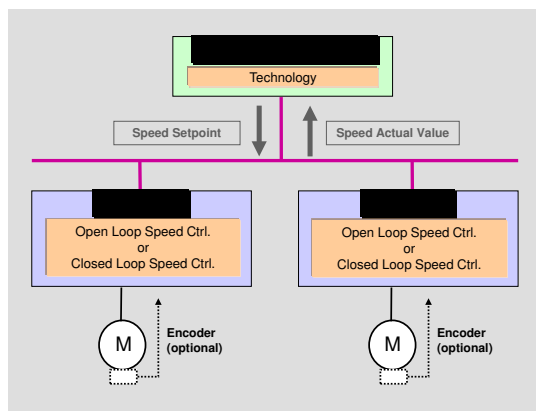 Technology
Speed Setpoint
Speed Actual Value
Open Loop Speed Ctrl.
or
Closed Loop Speed Ctrl.
Open Loop Speed Ctrl.
or
Closed Loop Speed Ctrl.
M
Encoder
(optional)
M
Encoder
(optional)